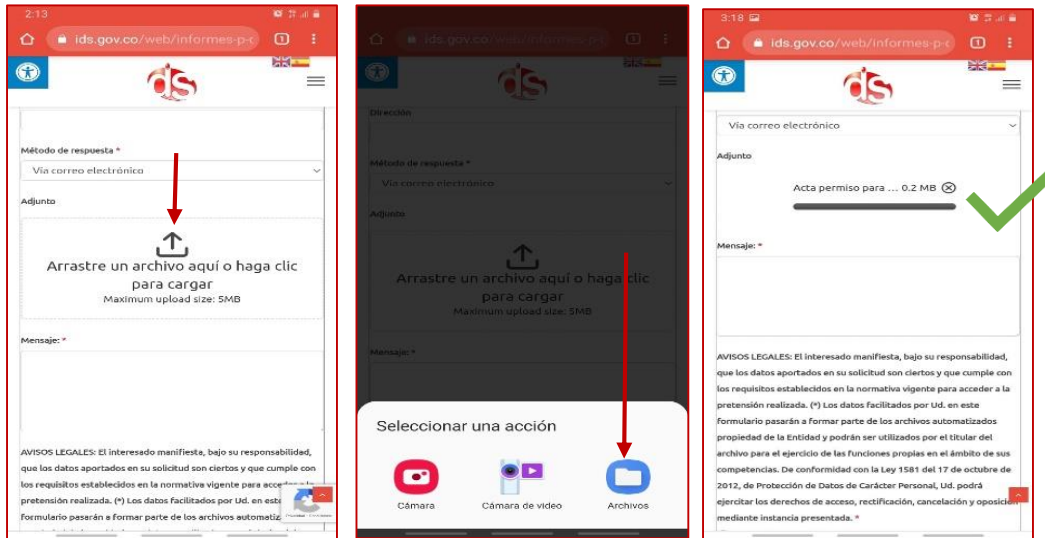 2:13
ids.gov.co/web/informes-p-c
1
ds
Método de respuesta *
Vía correo electrónico
Adjunto
Arrastre un archivo aquí o haga clic
para cargar
Maximum upload size: 5MB
Mensaje: *
AVISOS LEGALES: El interesado manifiesta, bajo su responsabilidad,
que los datos aportados en su solicitud son ciertos y que cumple con
los requisitos establecidos en la normativa vigente para acceder a la
pretensión realizada. (*) Los datos facilitados por Ud. en este
formulario pasarán a formar parte de los archivos automatiz
ids.gov.co/web/informes-p-c
1
ds
Dirección
Método de respuesta *
Vía correo electrónico
Adjunto
Arrastre un archivo aquí o haga clic
para cargar
Maximum upload size: 5MB
Mensaje: *
Seleccionar una acción
Cámara
Cámara de video
Archivos
3:18
ids.gov.co/web/informes-p-c
1
ds
Vía correo electrónico
Adjunto
Acta permiso para ... 0.2 MB
Mensaje: *
AVISOS LEGALES: El interesado manifiesta, bajo su responsabilidad,
que los datos aportados en su solicitud son ciertos y que cumple con
los requisitos establecidos en la normativa vigente para acceder a la
pretensión realizada. (*) Los datos facilitados por Ud. en este
formulario pasarán a formar parte de los archivos automatizados
propiedad de la Entidad y podrán ser utilizados por el titular del
archivo para el ejercicio de las funciones propias en el ámbito de sus
competencias. De conformidad con la Ley 1581 del 17 de octubre de
2012, de Protección de Datos de Carácter Personal, Ud. podrá
ejercitar los derechos de acceso, rectificación, cancelación y oposición
mediante instancia presentada. *